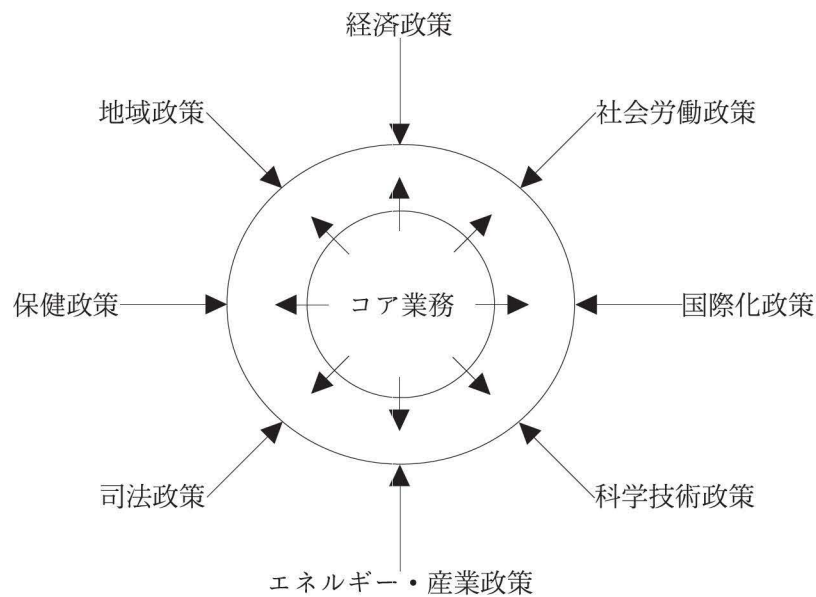 経済政策
地域政策
社会労働政策
保健政策
コア業務
国際化政策
司法政策
科学技術政策
エネルギー・産業政策